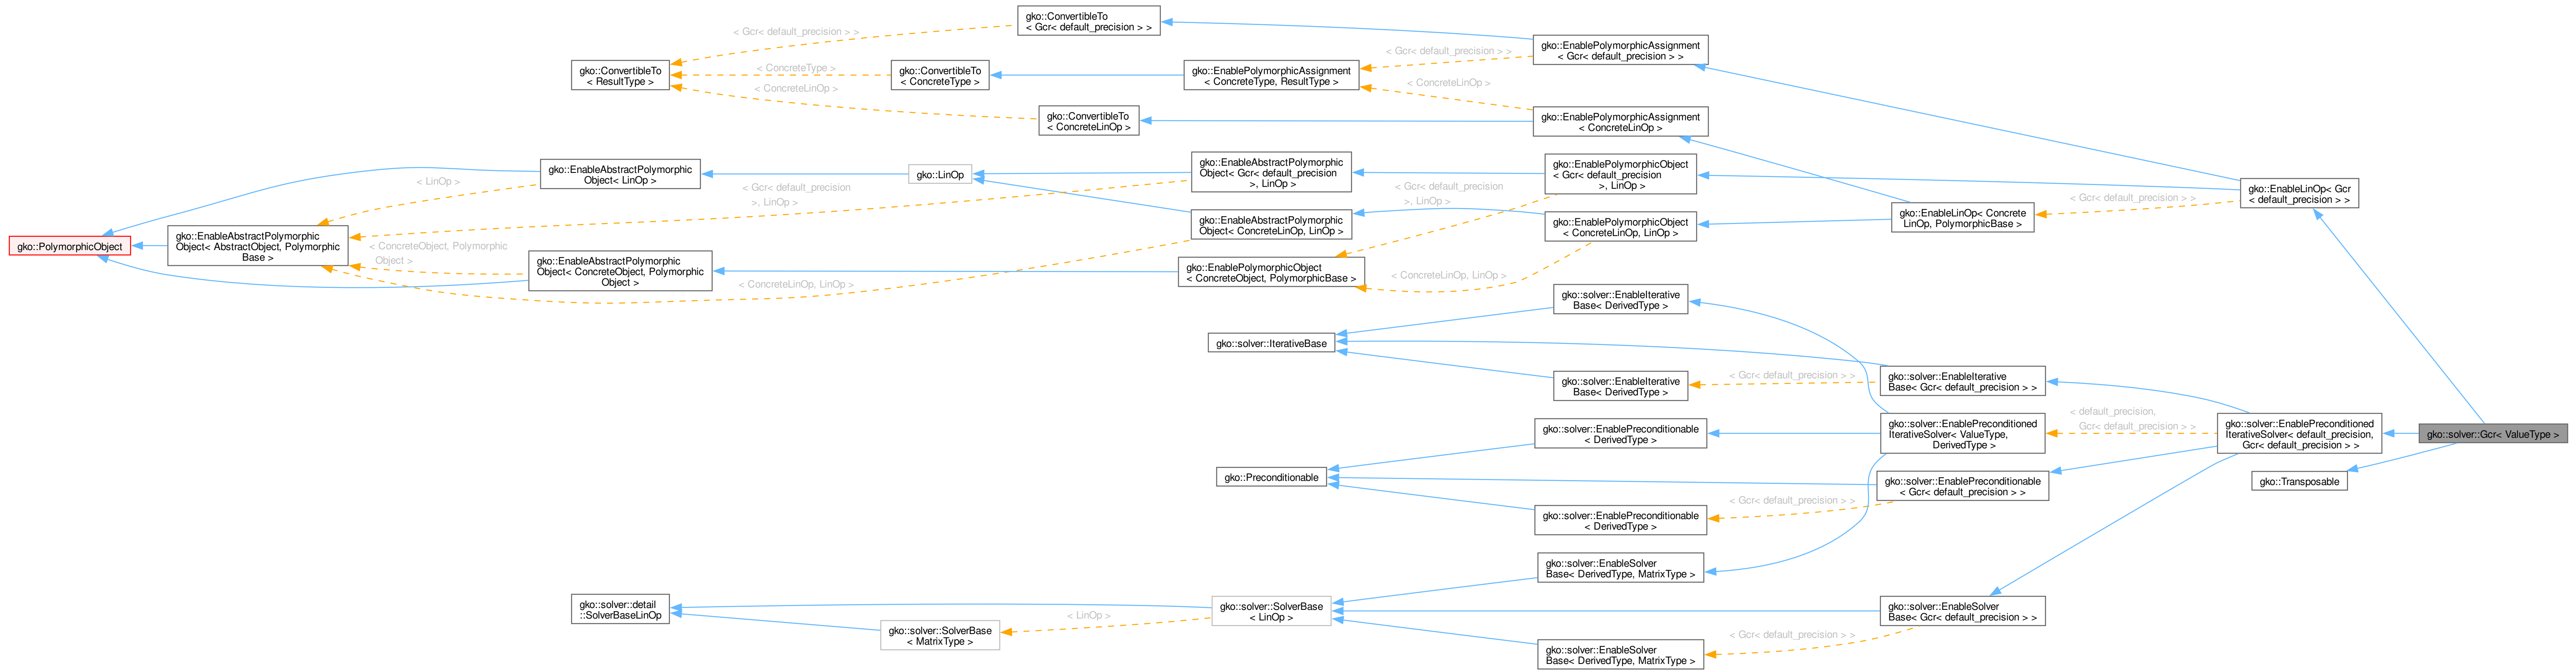 gko::ConvertibleTo
< Gcr< default_precision > >
< Gcr< default_precision > >
gko::EnablePolymorphicAssignment
< Gcr< default_precision > >
< Gcr< default_precision > >
gko::ConvertibleTo
< ResultType >
< ConcreteType >
gko::ConvertibleTo
< ConcreteType >
gko::EnablePolymorphicAssignment
< ConcreteType, ResultType >
< ConcreteLinOp >
< ConcreteLinOp >
gko::ConvertibleTo
< ConcreteLinOp >
gko::EnablePolymorphicAssignment
< ConcreteLinOp >
gko::EnableAbstractPolymorphic
Object< LinOp >
< LinOp >
gko::LinOp
gko::EnableAbstractPolymorphic
Object< Gcr< default_precision
>, LinOp >
gko::EnablePolymorphicObject
< Gcr< default_precision
>, LinOp >
< Gcr< default_precision
>, LinOp >
< Gcr< default_precision
>, LinOp >
gko::EnableLinOp< Gcr
< default_precision > >
< Gcr< default_precision > >
gko::EnableLinOp< Concrete
LinOp, PolymorphicBase >
gko::EnableAbstractPolymorphic
Object< ConcreteLinOp, LinOp >
gko::EnablePolymorphicObject
< ConcreteLinOp, LinOp >
gko::PolymorphicObject
gko::EnableAbstractPolymorphic
Object< AbstractObject, Polymorphic
Base >
< ConcreteObject, Polymorphic
Object >
gko::EnableAbstractPolymorphic
Object< ConcreteObject, Polymorphic
Object >
< ConcreteLinOp, LinOp >
gko::EnablePolymorphicObject
< ConcreteObject, PolymorphicBase >
< ConcreteLinOp, LinOp >
gko::solver::EnableIterative
Base< DerivedType >
gko::solver::IterativeBase
gko::solver::EnableIterative
Base< DerivedType >
< Gcr< default_precision > >
gko::solver::EnableIterative
Base< Gcr< default_precision > >
gko::solver::EnablePreconditionable
< DerivedType >
gko::solver::EnablePreconditioned
IterativeSolver< ValueType,
DerivedType >
< default_precision,
Gcr< default_precision > >
gko::solver::EnablePreconditioned
IterativeSolver< default_precision,
Gcr< default_precision > >
gko::solver::Gcr< ValueType >
gko::Preconditionable
gko::solver::EnablePreconditionable
< Gcr< default_precision > >
gko::Transposable
< Gcr< default_precision > >
gko::solver::EnablePreconditionable
< DerivedType >
gko::solver::EnableSolver
Base< DerivedType, MatrixType >
gko::solver::detail
::SolverBaseLinOp
gko::solver::SolverBase
< LinOp >
gko::solver::EnableSolver
Base< Gcr< default_precision > >
< LinOp >
gko::solver::SolverBase
< MatrixType >
< Gcr< default_precision > >
gko::solver::EnableSolver
Base< DerivedType, MatrixType >